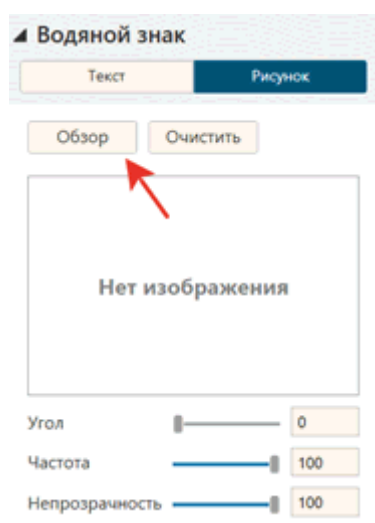 Водяной знак
Текст Рисунок
Обзор Очистить
Нет изображения
Угол 0
Частота 100
Непрозрачность 100